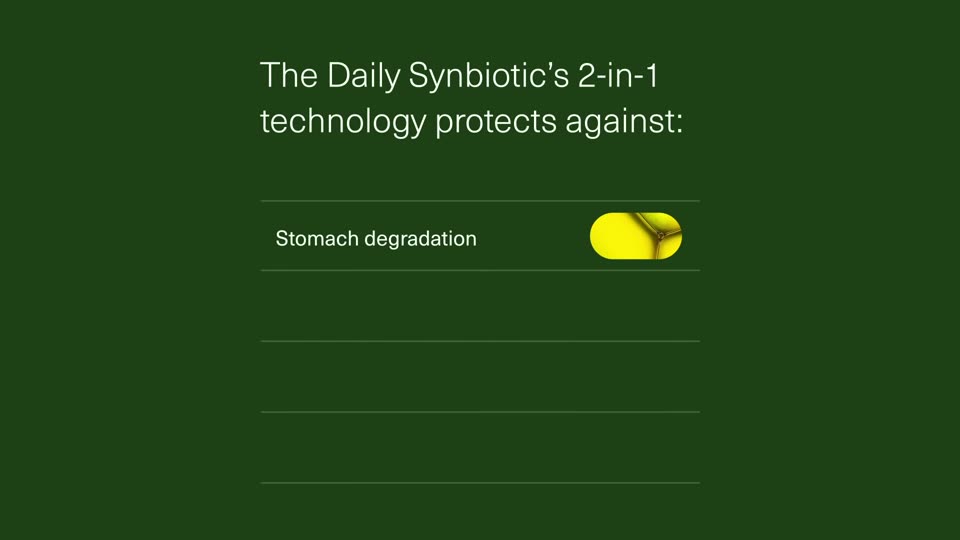 The Daily Synbiotic’s 2-in-1
technology protects against:
Stomach degradation